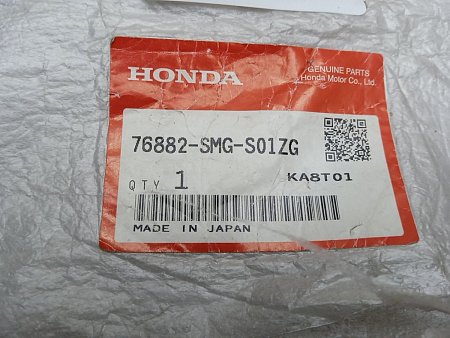 HONDA
GENUINE PARTS
Honda Motor Co., Ltd.
76882-SMG-S01ZG
QTY 1
KA8T01
MADE IN JAPAN